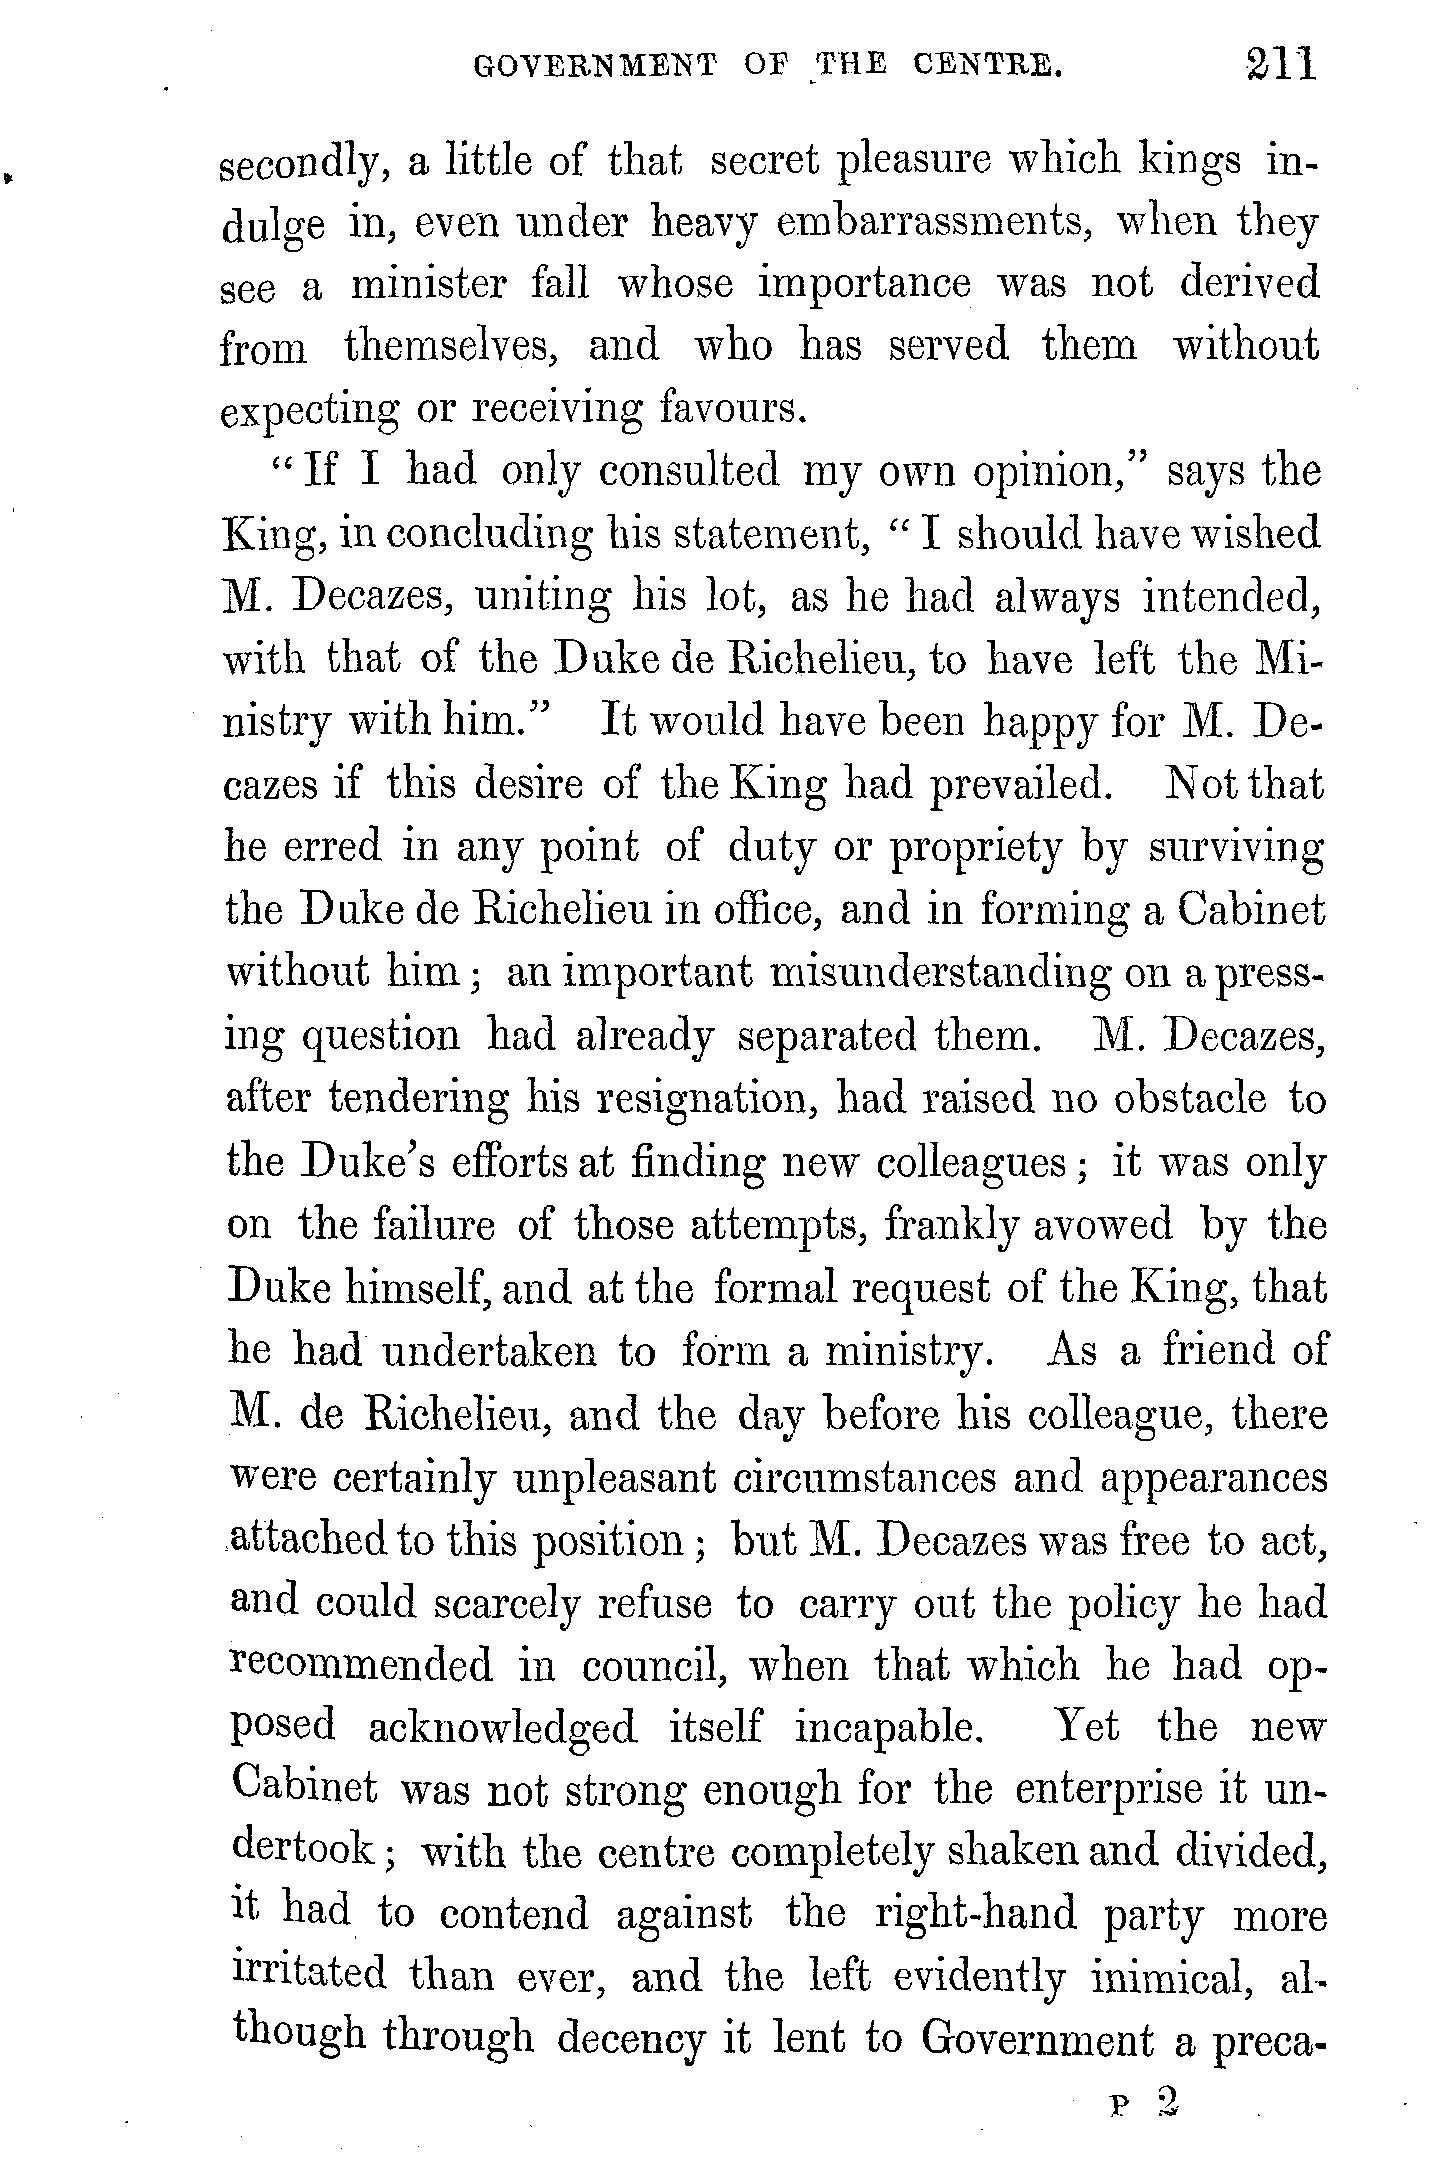 GOVERNMENT OF THE CENTRE. 211
secondly, a little of that secret pleasure which kings in-
dulge in, even under heavy embarrassments, when they
see a minister fall whose importance was not derived
from themselves, and who has served them without
expecting or receiving favours.
“If I had only consulted my own opinion,” says the
King, in concluding his statement, “I should have wished
M. Decazes, uniting his lot, as he had always intended,
with that of the Duke de Richelieu, to have left the Mi-
nistry with him.” It would have been happy for M. De-
cazes if this desire of the King had prevailed. Not that
he erred in any point of duty or propriety by surviving
the Duke de Richelieu in office, and in forming a Cabinet
without him; an important misunderstanding on a press-
ing question had already separated them. M. Decazes,
after tendering his resignation, had raised no obstacle to
the Duke’s efforts at finding new colleagues; it was only
on the failure of those attempts, frankly avowed by the
Duke himself, and at the formal request of the King, that
he had undertaken to form a ministry. As a friend of
M. de Richelieu, and the day before his colleague, there
were certainly unpleasant circumstances and appearances
attached to this position; but M. Decazes was free to act,
and could scarcely refuse to carry out the policy he had
recommended in council, when that which he had op-
posed acknowledged itself incapable. Yet the new
Cabinet was not strong enough for the enterprise it un-
dertook; with the centre completely shaken and divided,
it had to contend against the right-hand party more
irritated than ever, and the left evidently inimical, al-
though through decency it lent to Government a preca-
P 2